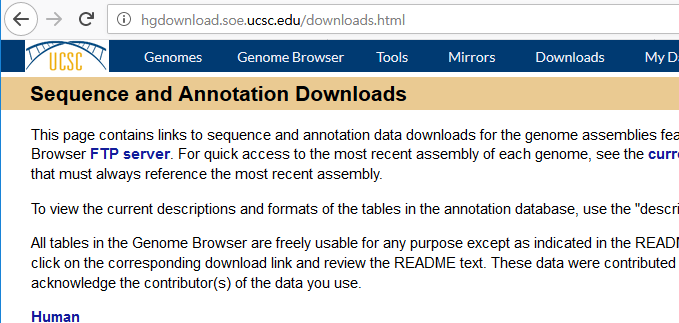 hgdownload.soe.ucsc.edu/downloads.html
UCSC Genomes Genome Browser Tools Mirrors Downloads My Da
Sequence and Annotation Downloads
This page contains links to sequence and annotation data downloads for the genome assemblies fea
Browser FTP server. For quick access to the most recent assembly of each genome, see the curr
that must always reference the most recent assembly.
To view the current descriptions and formats of the tables in the annotation database, use the "descri
All tables in the Genome Browser are freely usable for any purpose except as indicated in the READM
click on the corresponding download link and review the README text. These data were contributed
acknowledge the contributor(s) of the data you use.
Human